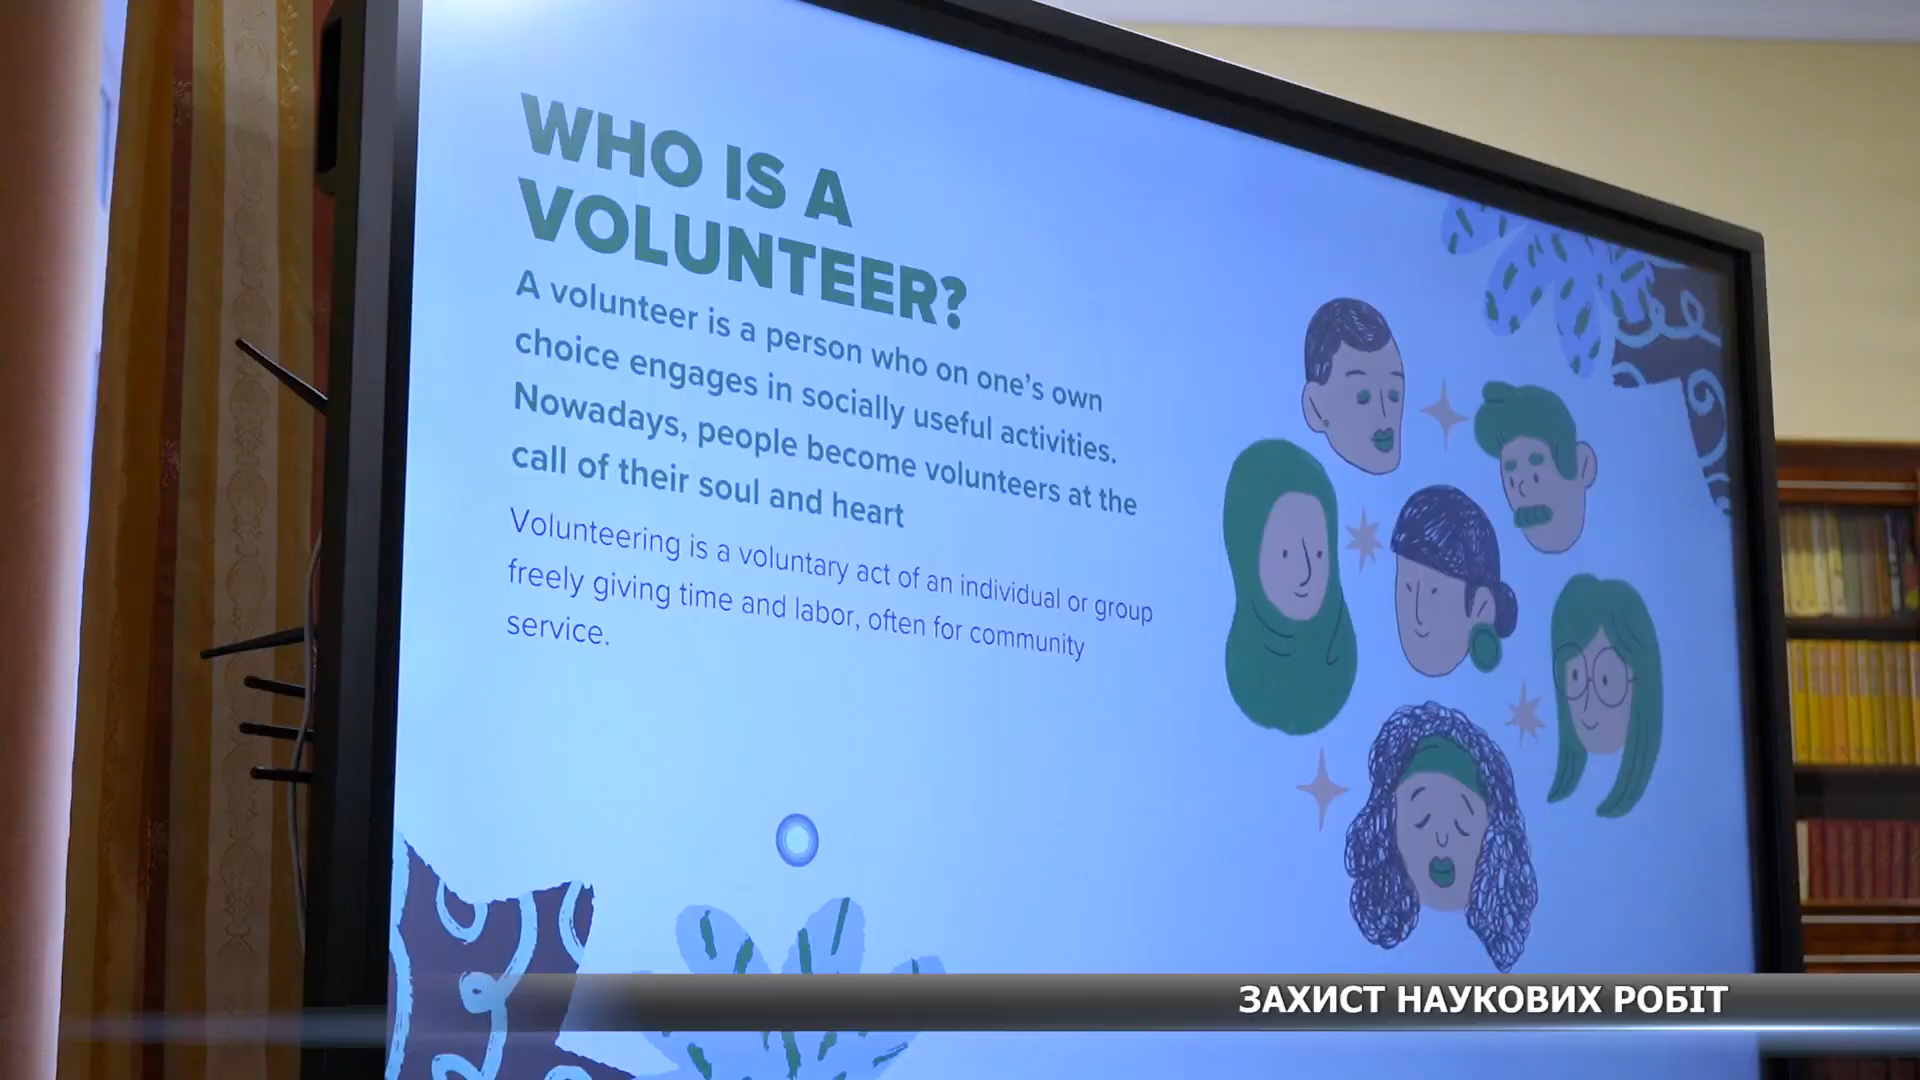 WHO IS A
VOLUNTEER?
A volunteer is a person who on one's own
choice engages in socially useful activities.
Nowadays, people become volunteers at the
call of their soul and heart
Volunteering is a voluntary act of an individual or group
freely giving time and labor, often for community
service.
ЗАХИСТ НАУКОВИХ РОБІТ